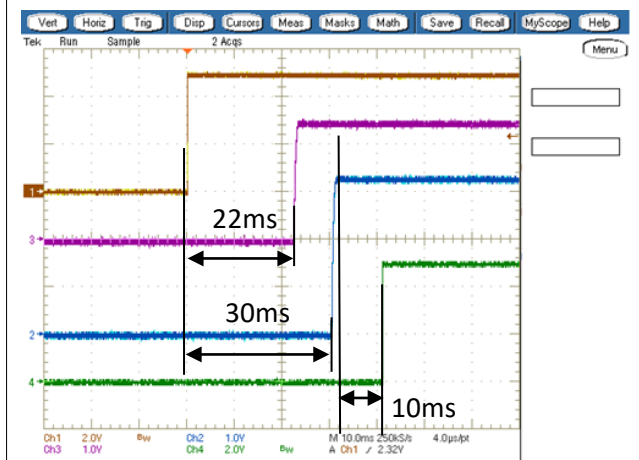 Vert Horiz Trig Disp Cursors Meas Masks Math Save Recall MyScope Help
Tek Run Sample 2 Acqs Menu
1
22ms
3
30ms
2
4
10ms
Ch1 2.0V Bw Ch2 1.0V M 10.0ms 250kS/s 4.0µs/pt
Ch3 1.0V Ch4 2.0V Bw A Ch1 / 2.32V